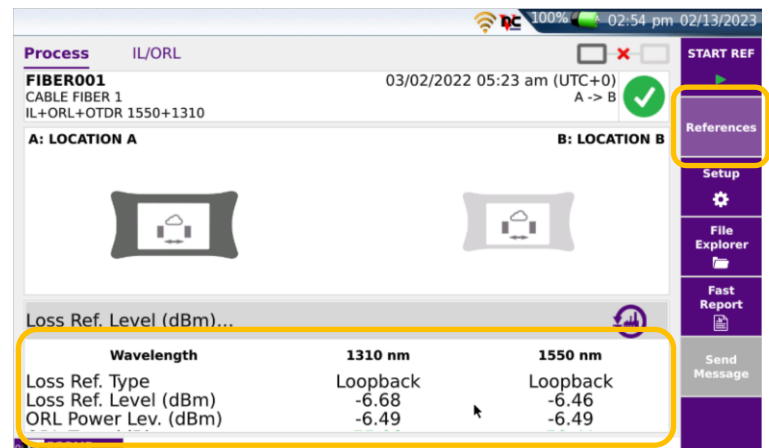 100% 02:54 pm 02/13/2023
Process IL/ORL
START REF
FIBER001 03/02/2022 05:23 am (UTC+0)
CABLE FIBER 1 A -> B
IL+ORL+OTDR 1550+1310
References
A: LOCATION A B: LOCATION B
Setup
File
Explorer
Fast
Report
Loss Ref. Level (dBm)...
Send
Message
Wavelength 1310 nm 1550 nm
Loss Ref. Type Loopback Loopback
Loss Ref. Level (dBm) -6.68 -6.46
ORL Power Lev. (dBm) -6.49 -6.49